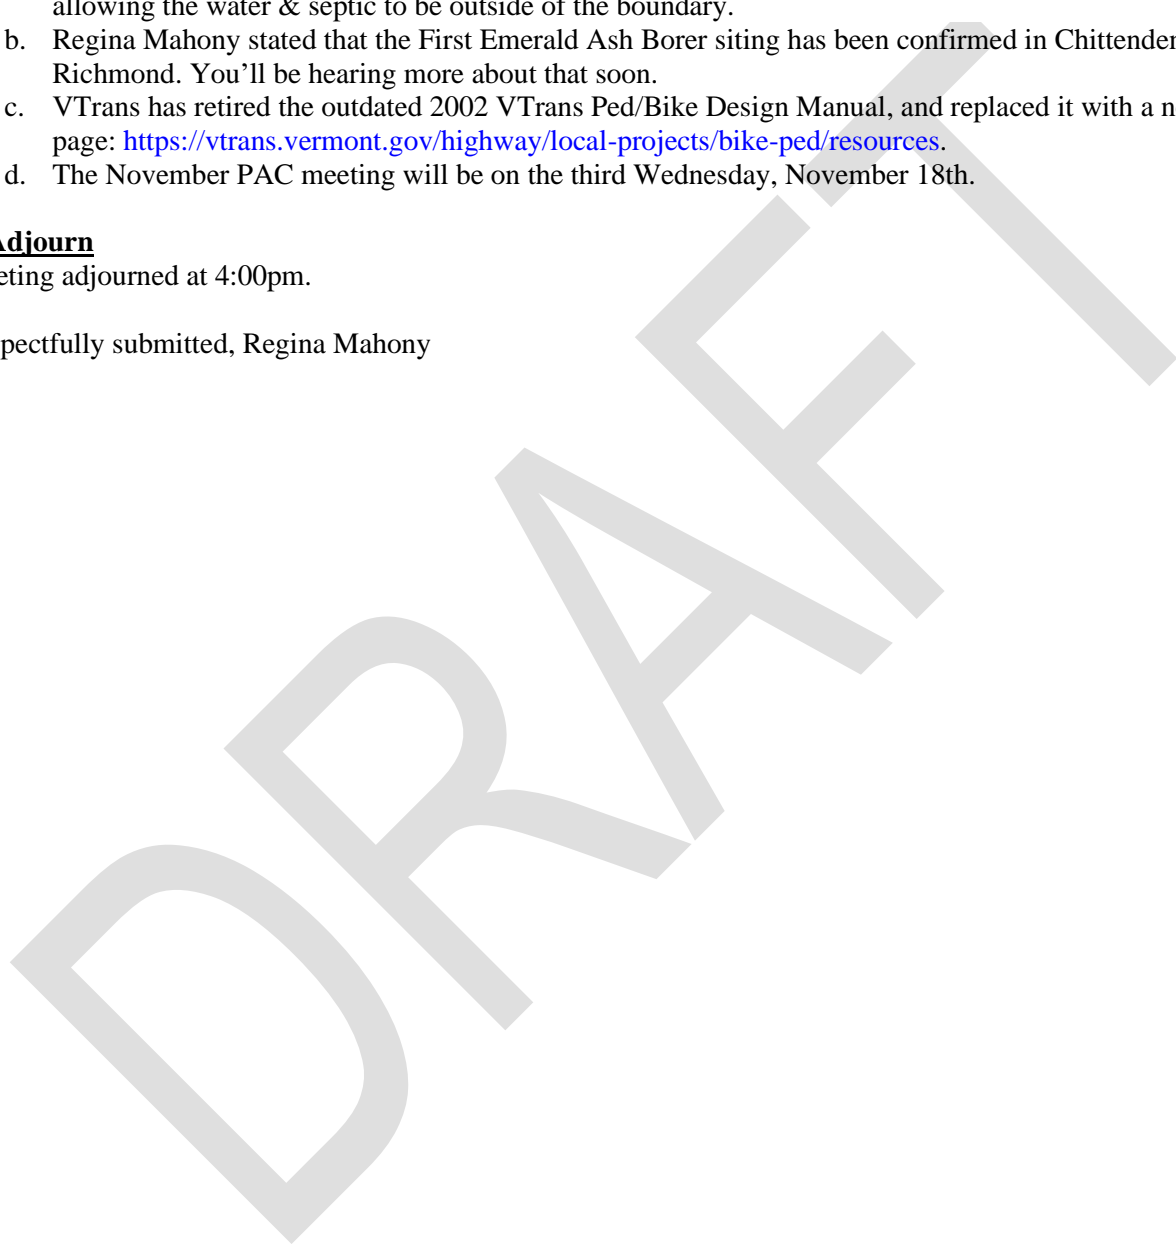 allowing the water & septic to be outside of the boundary.
b. Regina Mahony stated that the First Emerald Ash Borer siting has been confirmed in Chittenden
Richmond. You'll be hearing more about that soon.
c. VTrans has retired the outdated 2002 VTrans Ped/Bike Design Manual, and replaced it with a
page: https://vtrans.vermont.gov/highway/local-projects/bike-ped/resources.
d. The November PAC meeting will be on the third Wednesday, November 18th.
Adjourn
eting adjourned at 4:00pm.
pectfully submitted, Regina Mahony
DRAFT